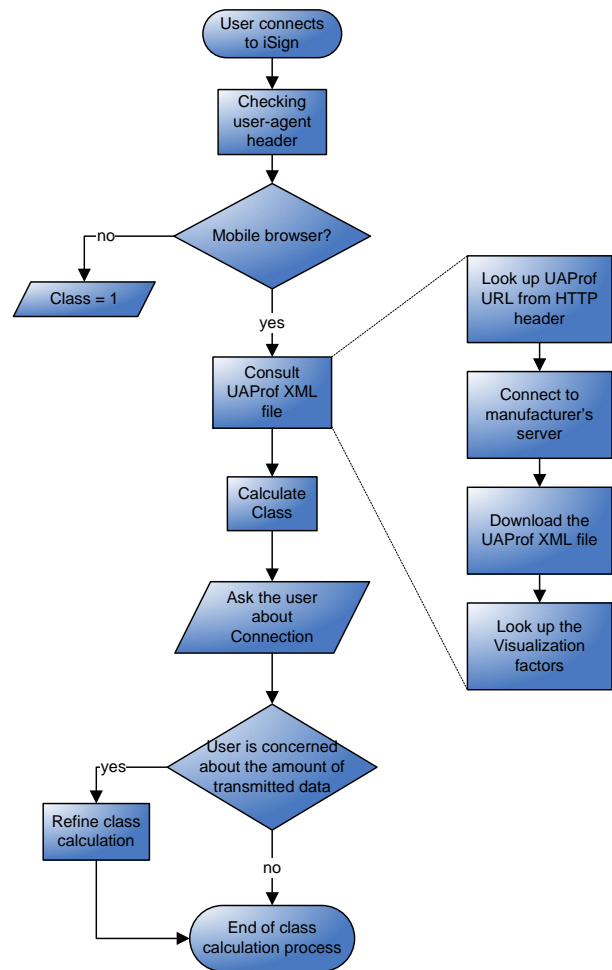 User connects
to iSign
Checking
user-agent
header
Mobile browser?
no
Class = 1
yes
Consult
UAProf XML
file
Calculate
Class
Ask the user
about
Connection
User is concerned
about the amount of
transmitted data
yes
Refine class
calculation
no
End of class
calculation process
Look up UAProf
URL from HTTP
header
Connect to
manufacturer's
server
Download the
UAProf XML file
Look up the
Visualization
factors